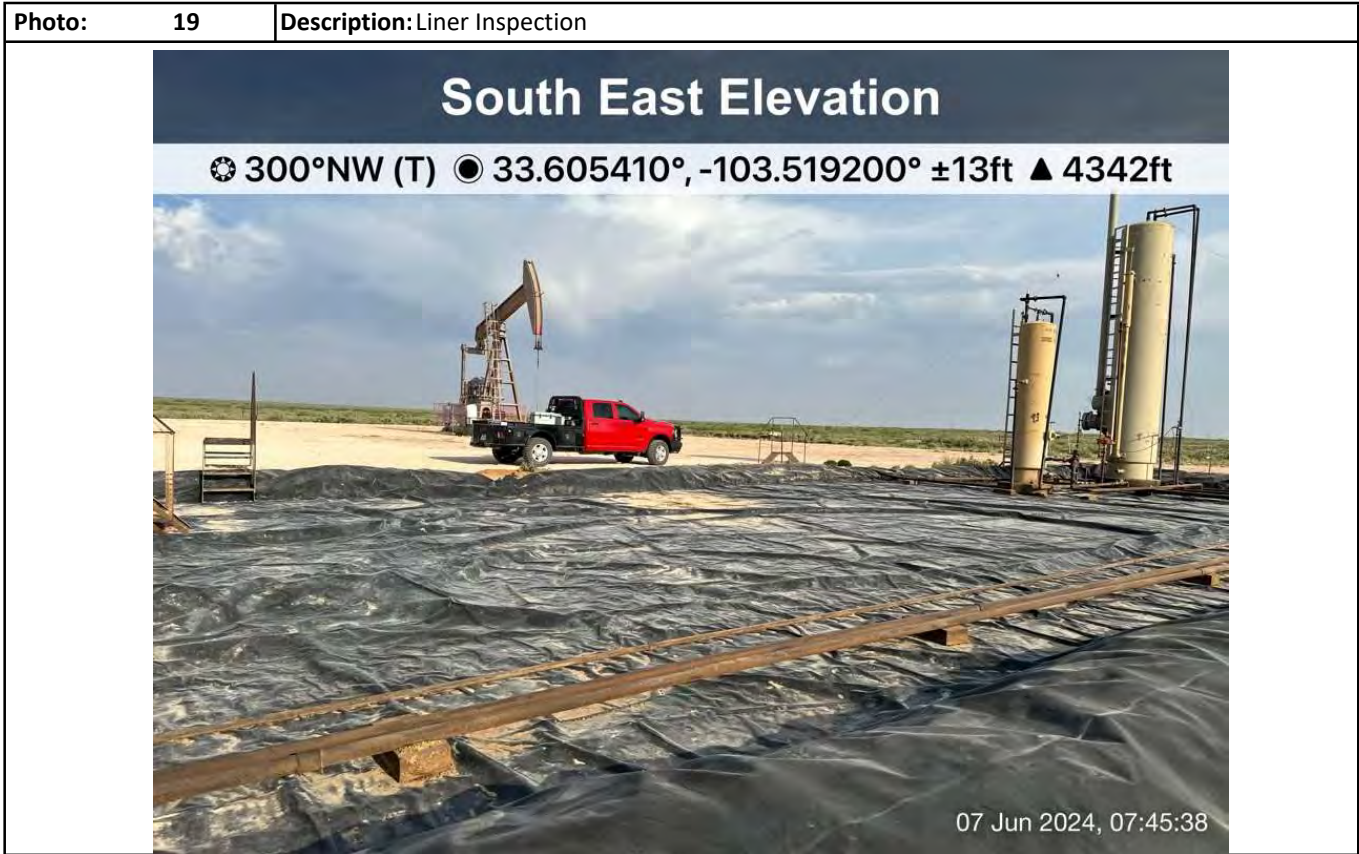 Photo: 19 Description: Liner Inspection
South East Elevation
300°NW (T) 33.605410°, -103.519200° ±13ft ▲ 4342ft
07 Jun 2024, 07:45:38